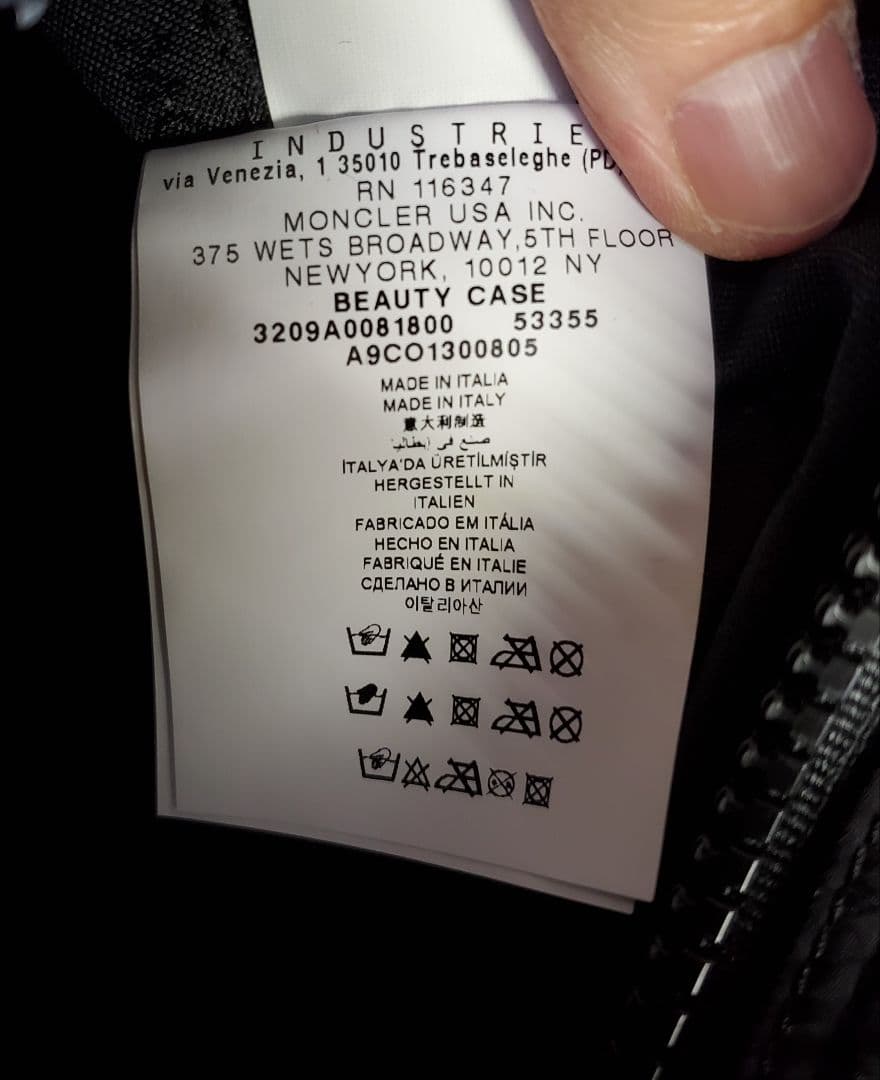 INDUSTRIE
via Venezia, 1 35010 Trebaseleghe (PD
RN 116347
MONCLER USA INC.
375 WETS BROADWAY,5TH FLOOR
NEWYORK, 10012 NY
BEAUTY CASE
3209A0081800 53355
A9CO1300805
MADE IN ITALIA
MADE IN ITALY
意大利制造
صنع في
İTALYA'DA ÜRETİLMİŞTİR
HERGESTELLT IN
ITALIEN
FABRICADO EM ITÁLIA
HECHO EN ITALIA
FABRIQUÉ EN ITALIE
СДЕЛАНО В ИТАЛИИ
이탈리아산